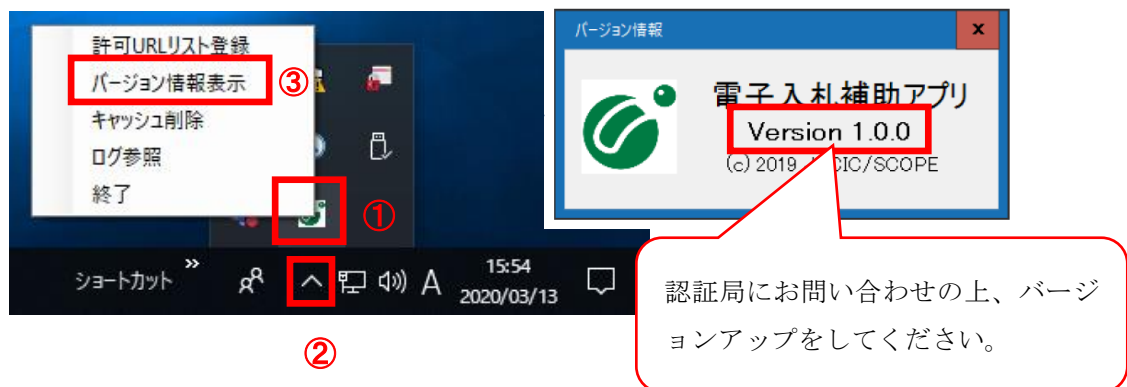 許可URLリスト登録
バージョン情報表示
③
キャッシュ削除
ログ参照
終了
①
ショートカット
»
A
15:54
2020/03/13
②
バージョン情報
x
電子入札補助アプリ
Version 1.0.0
(c) 2019 CIC/SCOPE
認証局にお問い合わせの上、バージ
ョンアップをしてください。